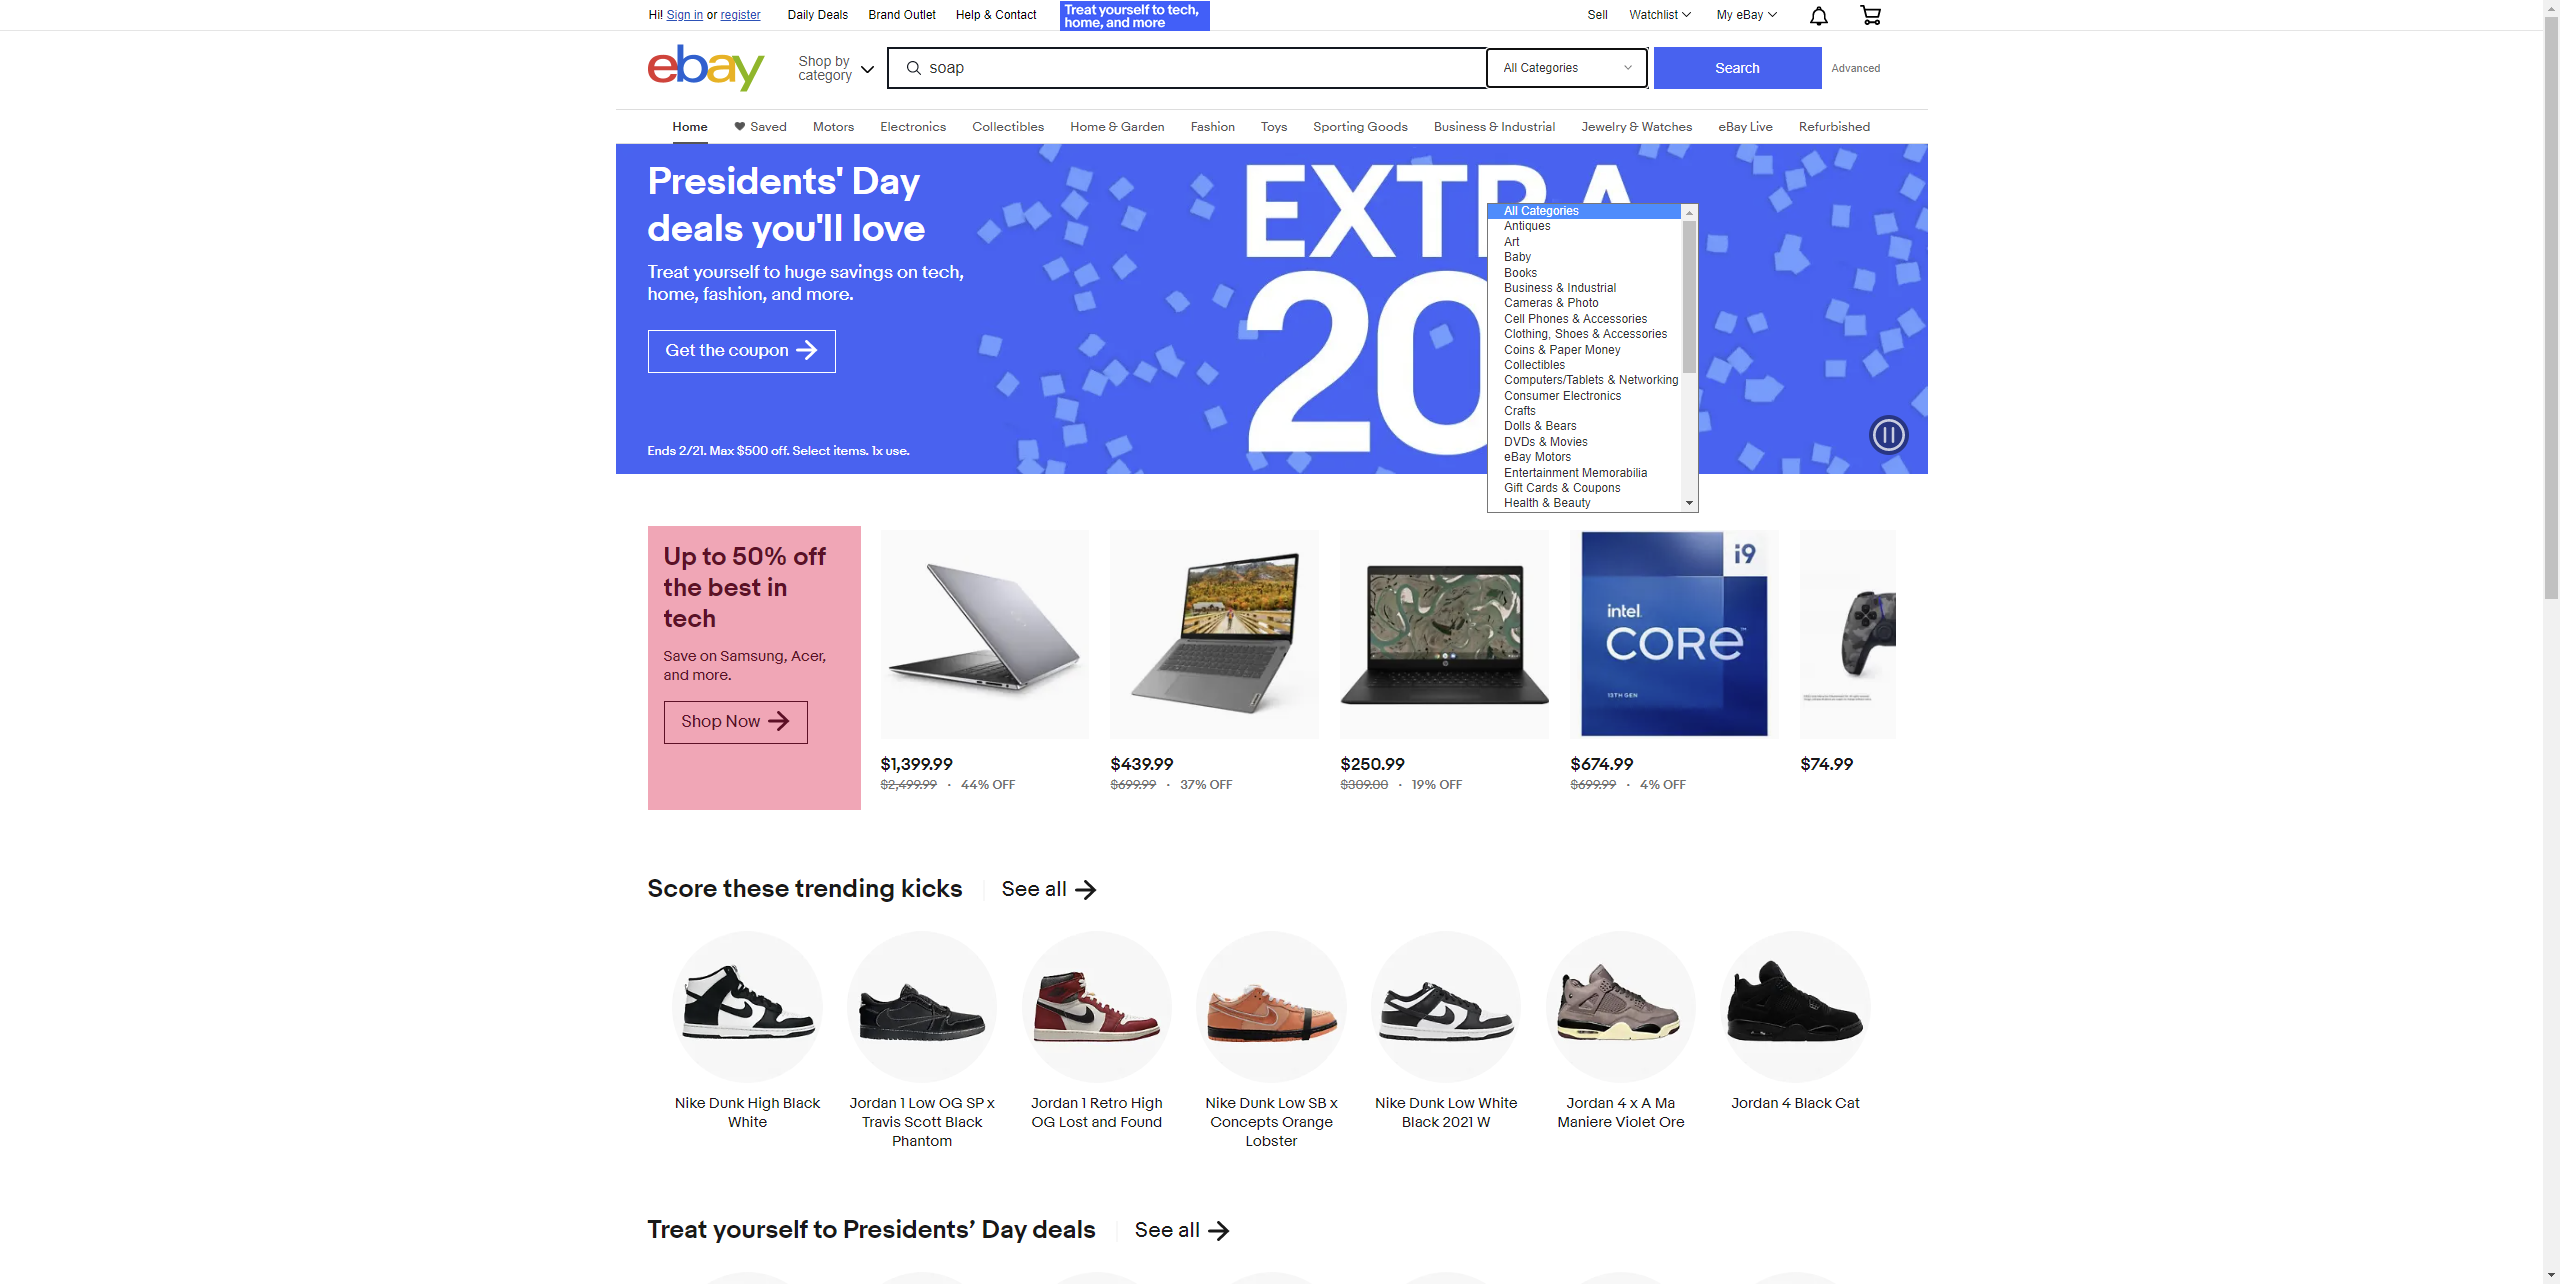 Hi! Sign in or register
Daily Deals
Brand Outlet
Help & Contact
Treat yourself to tech,
home, and more
Sell
Watchlist
My eBay
ebay
Shop by
category
soap
All Categories
Search
Advanced
Home
Saved
Motors
Electronics
Collectibles
Home & Garden
Fashion
Toys
Sporting Goods
Business & Industrial
Jewelry & Watches
eBay Live
Refurbished
Presidents' Day
deals you'll love
Treat yourself to huge savings on tech,
home, fashion, and more.
Get the coupon
Ends 2/21. Max $500 off. Select items. 1x use.
EXTRA
20
All Categories
Antiques
Art
Baby
Books
Business & Industrial
Cameras & Photo
Cell Phones & Accessories
Clothing, Shoes & Accessories
Coins & Paper Money
Collectibles
Computers/Tablets & Networking
Consumer Electronics
Crafts
Dolls & Bears
DVDs & Movies
eBay Motors
Entertainment Memorabilia
Gift Cards & Coupons
Health & Beauty
Up to 50% off
the best in
tech
Save on Samsung, Acer,
and more.
Shop Now
i9
intel
CORE
13TH GEN
$1,399.99
$2,499.99 · 44% OFF
$439.99
$699.99 · 37% OFF
$250.99
$309.00 · 19% OFF
$674.99
$699.99 · 4% OFF
$74.99
Score these trending kicks
See all
Nike Dunk High Black
White
Jordan 1 Low OG SP x
Travis Scott Black
Phantom
Jordan 1 Retro High
OG Lost and Found
Nike Dunk Low SB x
Concepts Orange
Lobster
Nike Dunk Low White
Black 2021 W
Jordan 4 x A Ma
Maniere Violet Ore
Jordan 4 Black Cat
Treat yourself to Presidents’ Day deals
See all